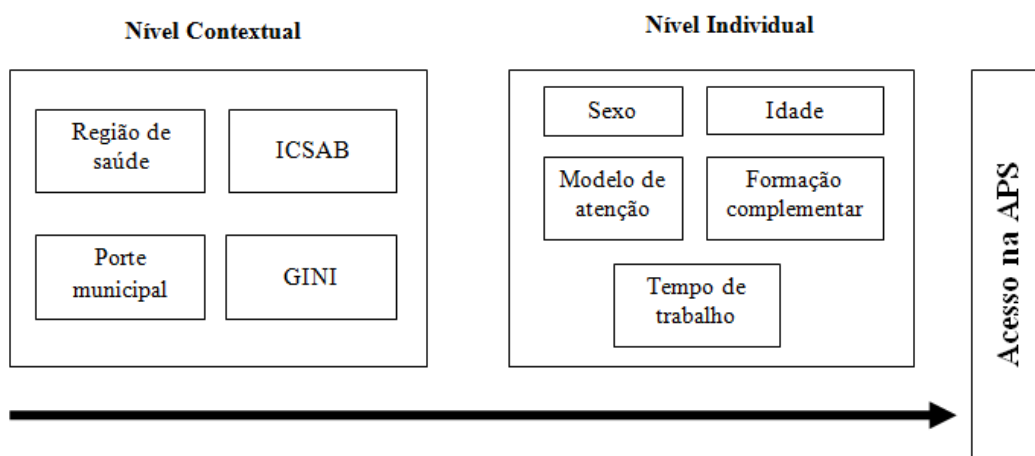 Nível Contextual
Nível Individual
Região de
saúde
ICSAB
Porte
municipal
GINI
Sexo
Idade
Modelo de
atenção
Formação
complementar
Tempo de
trabalho
Acesso na APS